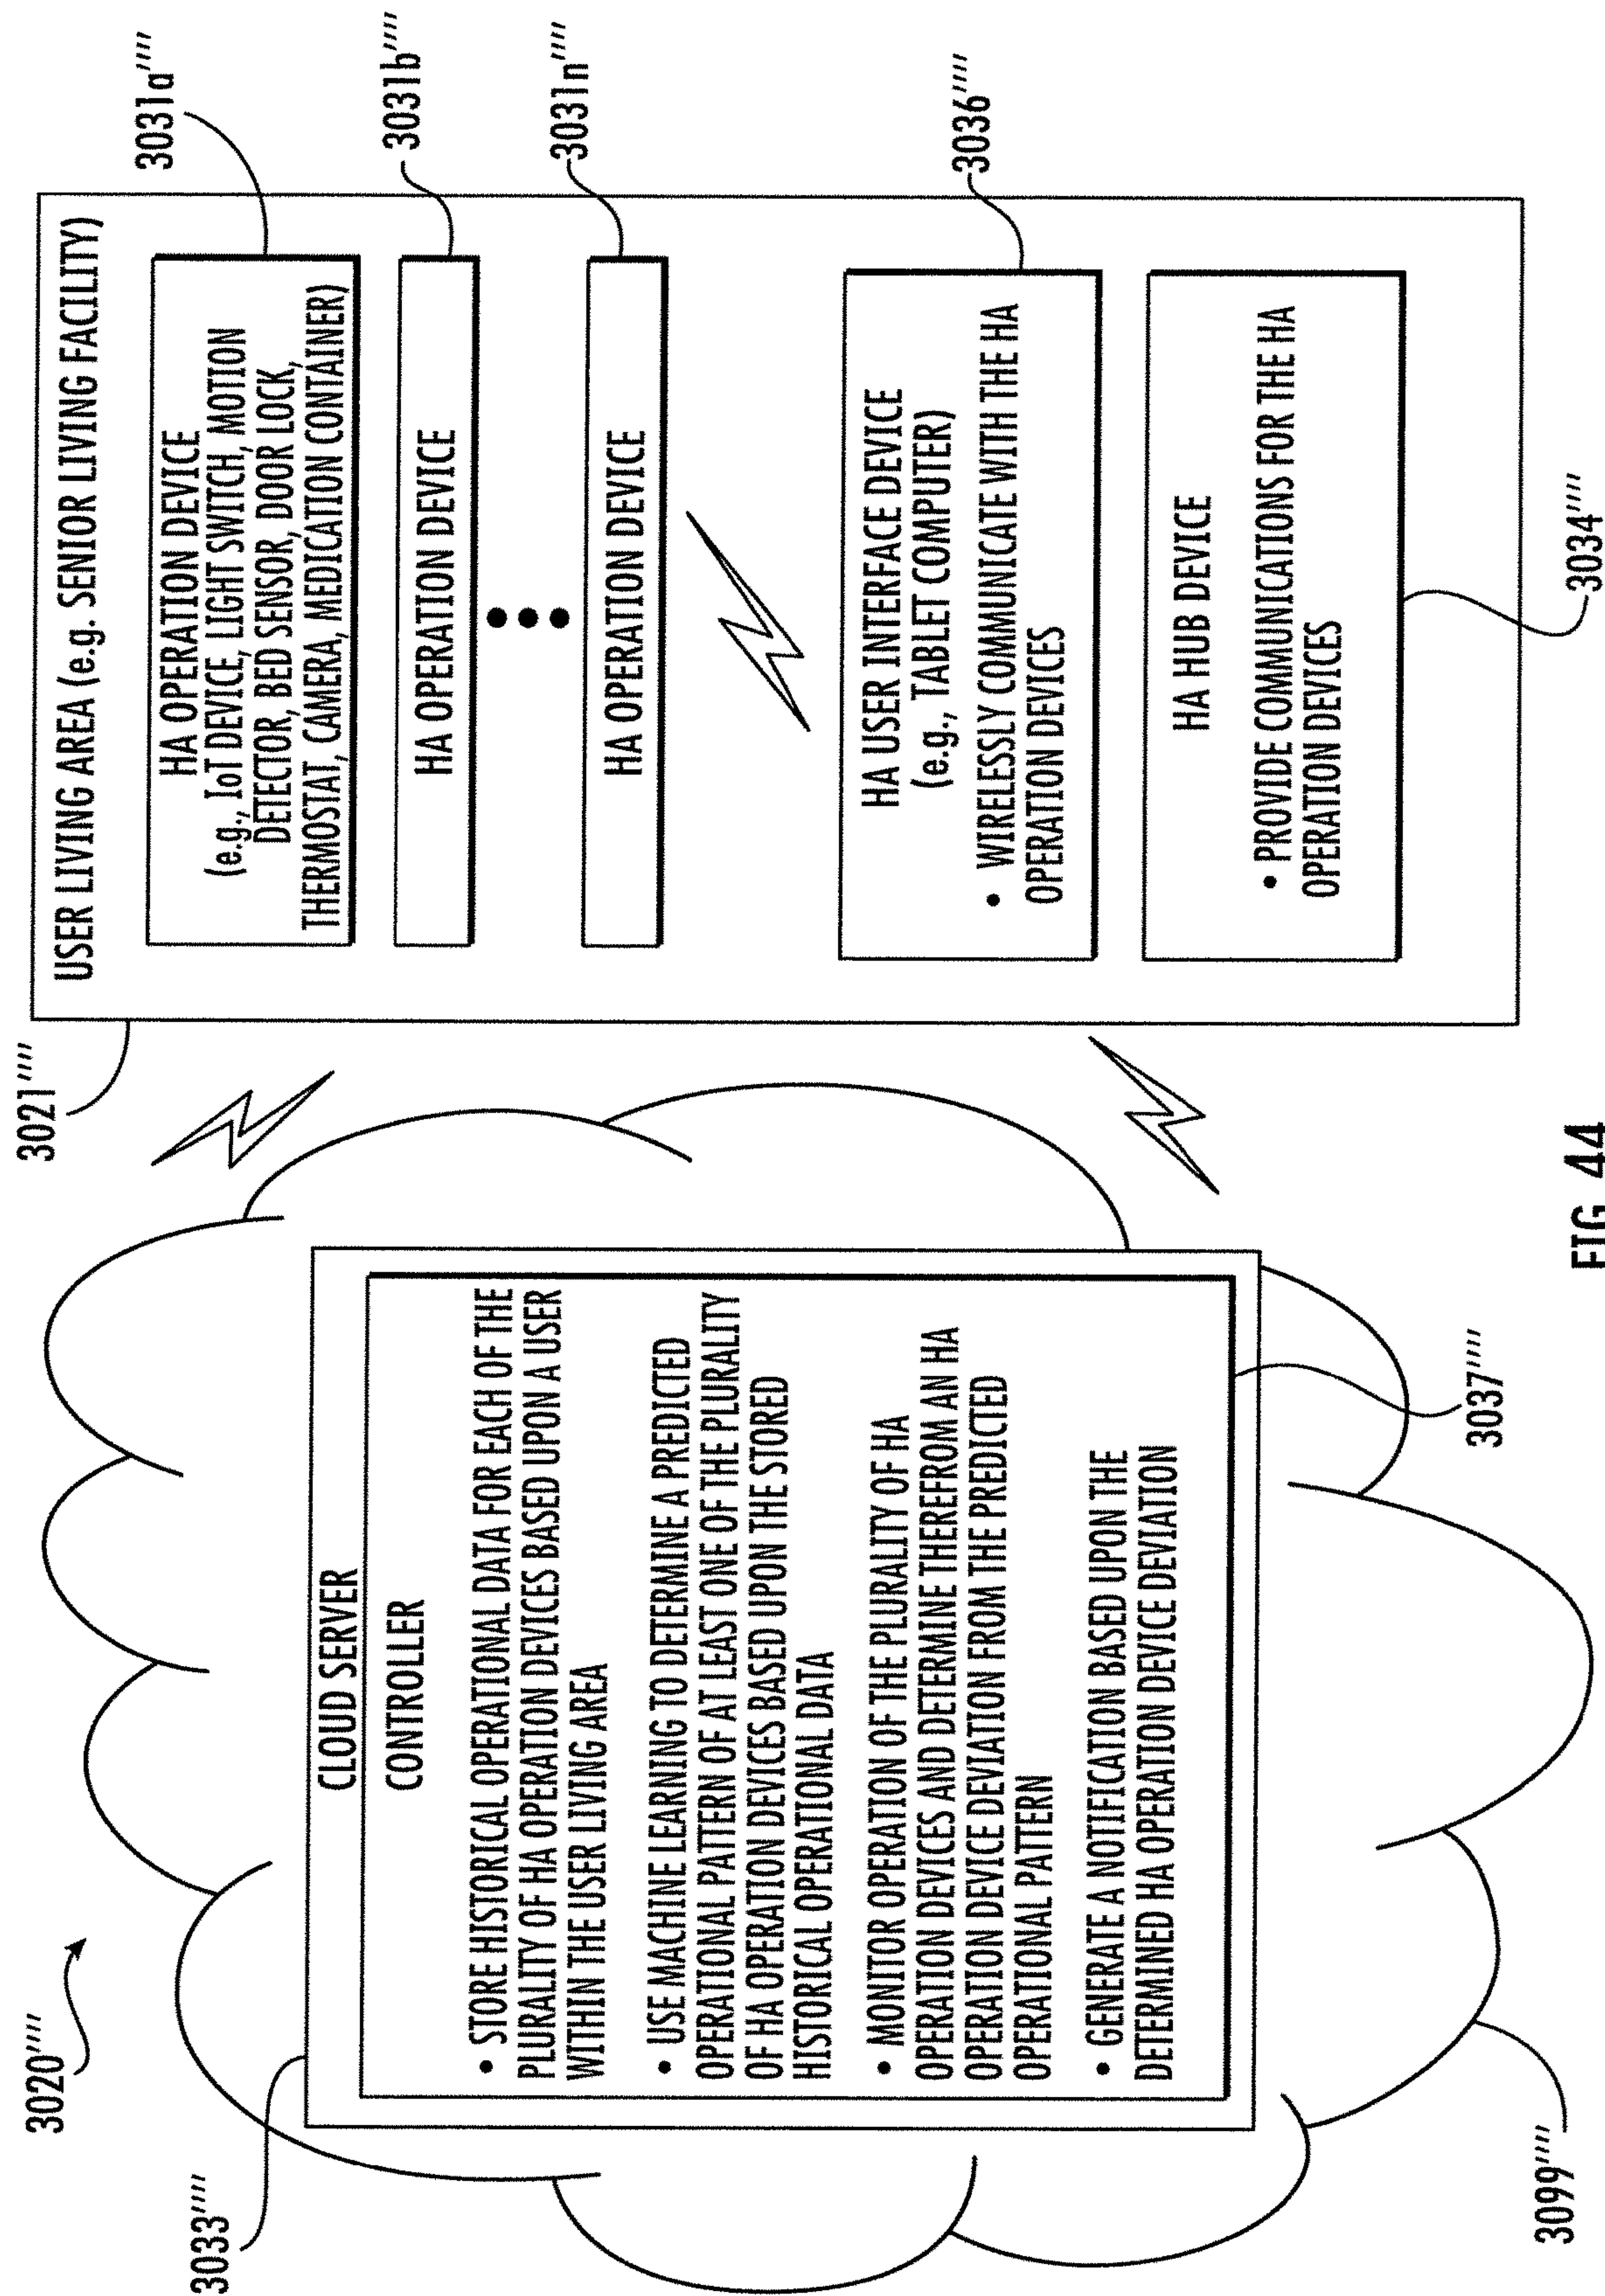 3020''''
3033''''
CLOUD SERVER
CONTROLLER
• STORE HISTORICAL OPERATIONAL DATA FOR EACH OF THE
PLURALITY OF HA OPERATION DEVICES BASED UPON A USER
WITHIN THE USER LIVING AREA
• USE MACHINE LEARNING TO DETERMINE A PREDICTED
OPERATIONAL PATTERN OF AT LEAST ONE OF THE PLURALITY
OF HA OPERATION DEVICES BASED UPON THE STORED
HISTORICAL OPERATIONAL DATA
• MONITOR OPERATION OF THE PLURALITY OF HA
OPERATION DEVICES AND DETERMINE THEREFROM AN HA
OPERATION DEVICE DEVIATION FROM THE PREDICTED
OPERATIONAL PATTERN
• GENERATE A NOTIFICATION BASED UPON THE
DETERMINED HA OPERATION DEVICE DEVIATION
3037''''
3099''''
3021''''
USER LIVING AREA (e.g. SENIOR LIVING FACILITY)
HA OPERATION DEVICE
(e.g., IoT DEVICE, LIGHT SWITCH, MOTION
DETECTOR, BED SENSOR, DOOR LOCK,
THERMOSTAT, CAMERA, MEDICATION CONTAINER)
3031a''''
HA OPERATION DEVICE
3031b''''
HA OPERATION DEVICE
3031n''''
HA USER INTERFACE DEVICE
(e.g., TABLET COMPUTER)
• WIRELESSLY COMMUNICATE WITH THE HA
OPERATION DEVICES
3036''''
HA HUB DEVICE
• PROVIDE COMMUNICATIONS FOR THE HA
OPERATION DEVICES
3034''''
FIG. 44